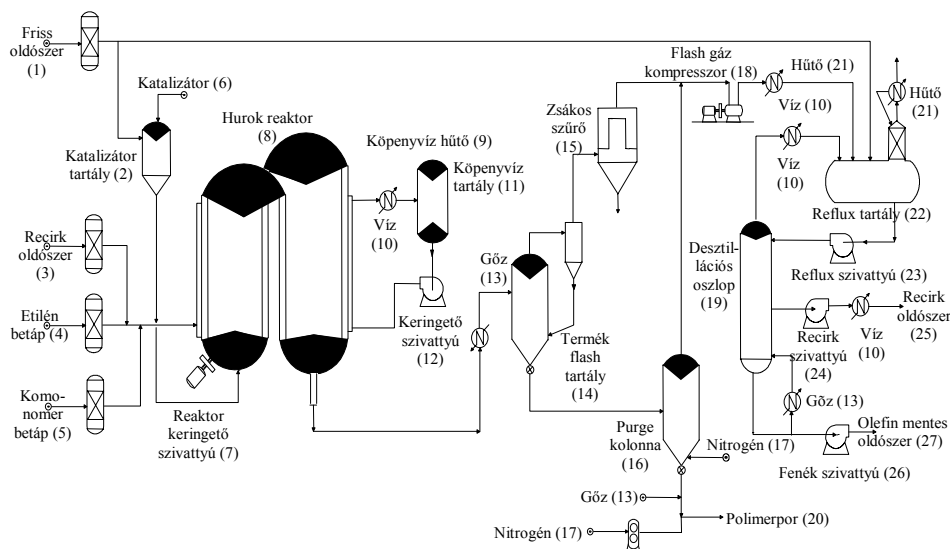 Friss
oldószer
(1)
Katalizátor (6)
Katalizátor
tartály (2)
Hurok reaktor
(8)
Köpenyvíz hűtő (9)
Köpenyvíz
tartály (11)
Víz
(10)
Recirk
oldószer
(3)
Etilén
betáp (4)
Komo-
nomer
betáp (5)
Reaktor
keringető
szivattyú (7)
Keringető
szivattyú
(12)
Gőz
(13)
Termék
flash
tartály
(14)
Zsákos
szűrő
(15)
Flash gáz
kompresszor (18)
Hűtő (21)
Víz (10)
Hűtő
(21)
Víz
(10)
Reflux tartály (22)
Desztil-
lációs
oszlop
(19)
Reflux szivattyú (23)
Recirk
szivattyú
(24)
Víz
(10)
Recirk
oldószer
(25)
Gőz (13)
Olefin mentes
oldószer (27)
Fenék szivattyú (26)
Purge
kolonna
(16)
Nitrogén (17)
Gőz (13)
Nitrogén (17)
Polimerpor (20)